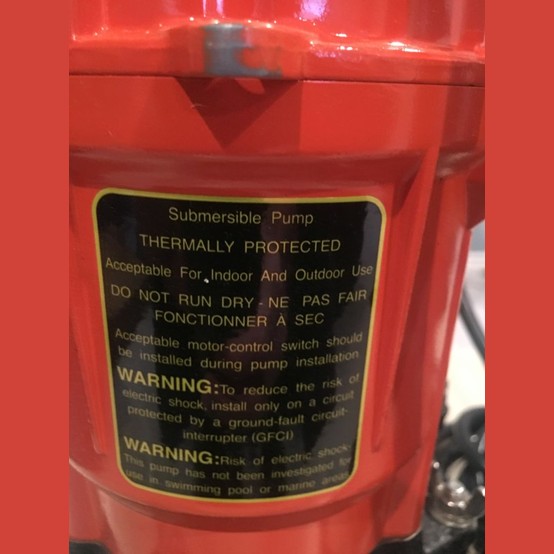 Submersible Pump
THERMALLY PROTECTED
Acceptable For Indoor And Outdoor Use
DO NOT RUN DRY - NE PAS FAIR
FONCTIONNER À SEC
Acceptable motor-control switch should
be installed during pump installation
WARNING:To reduce the risk of
electric shock, install only on a circuit
protected by a ground-fault circuit-
interrupter (GFCI)
WARNING:Risk of electric shock-
This pump has not been investigated for
use in swimming pool or marine areas